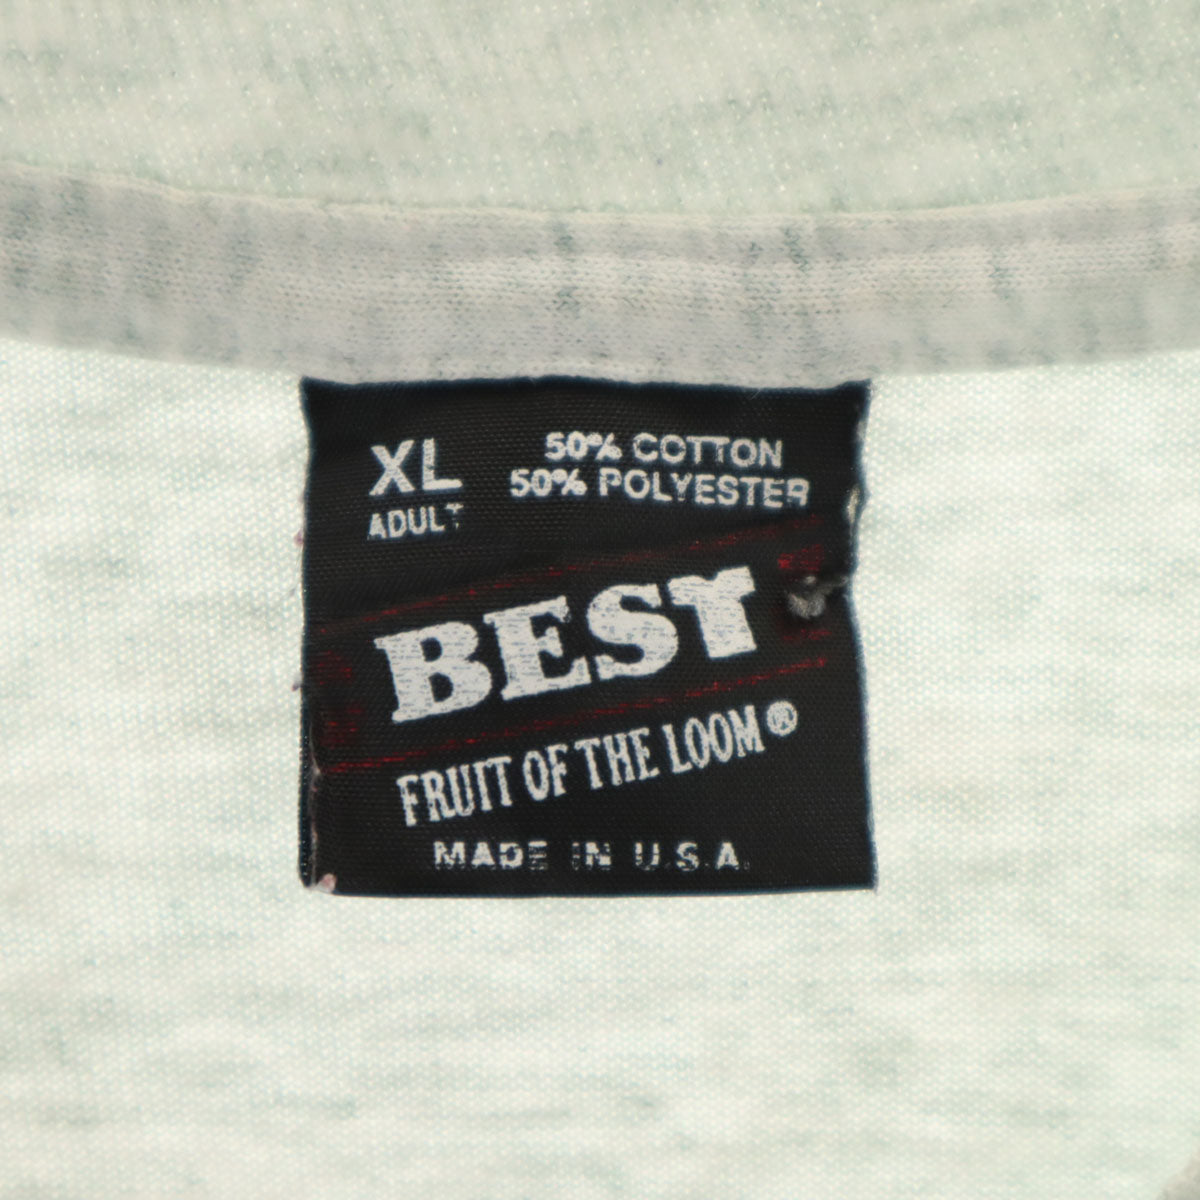 XL
ADULT
50% COTTON
50% POLYESTER
BEST
FRUIT OF THE LOOM®
MADE IN U.S.A.